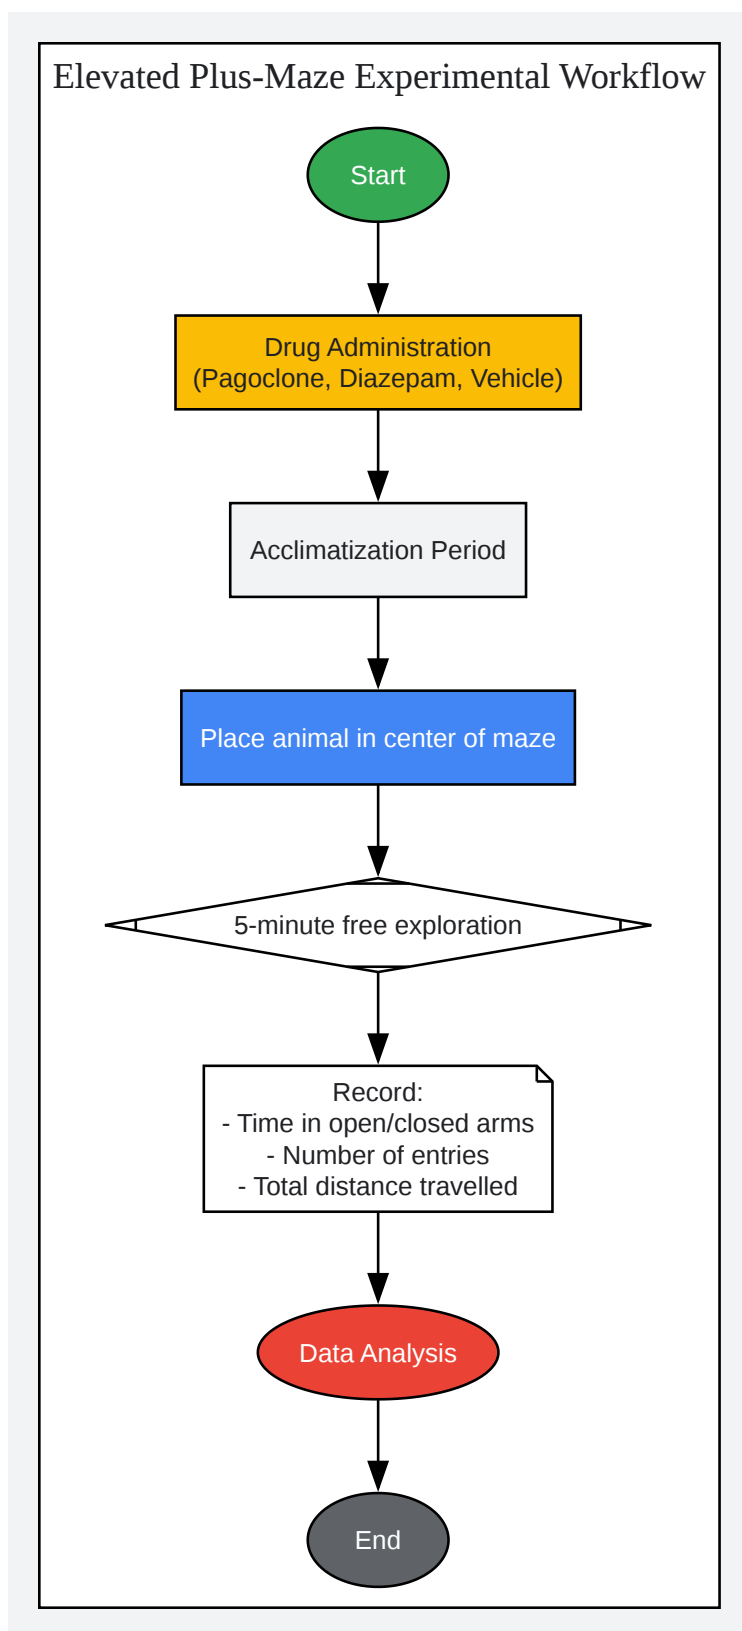 Elevated Plus-Maze Experimental Workflow
Start
Drug Administration
(Pagoclone, Diazepam, Vehicle)
Acclimatization Period
Place animal in center of maze
5-minute free exploration
Record:
- Time in open/closed arms
- Number of entries
- Total distance travelled
Data Analysis
End